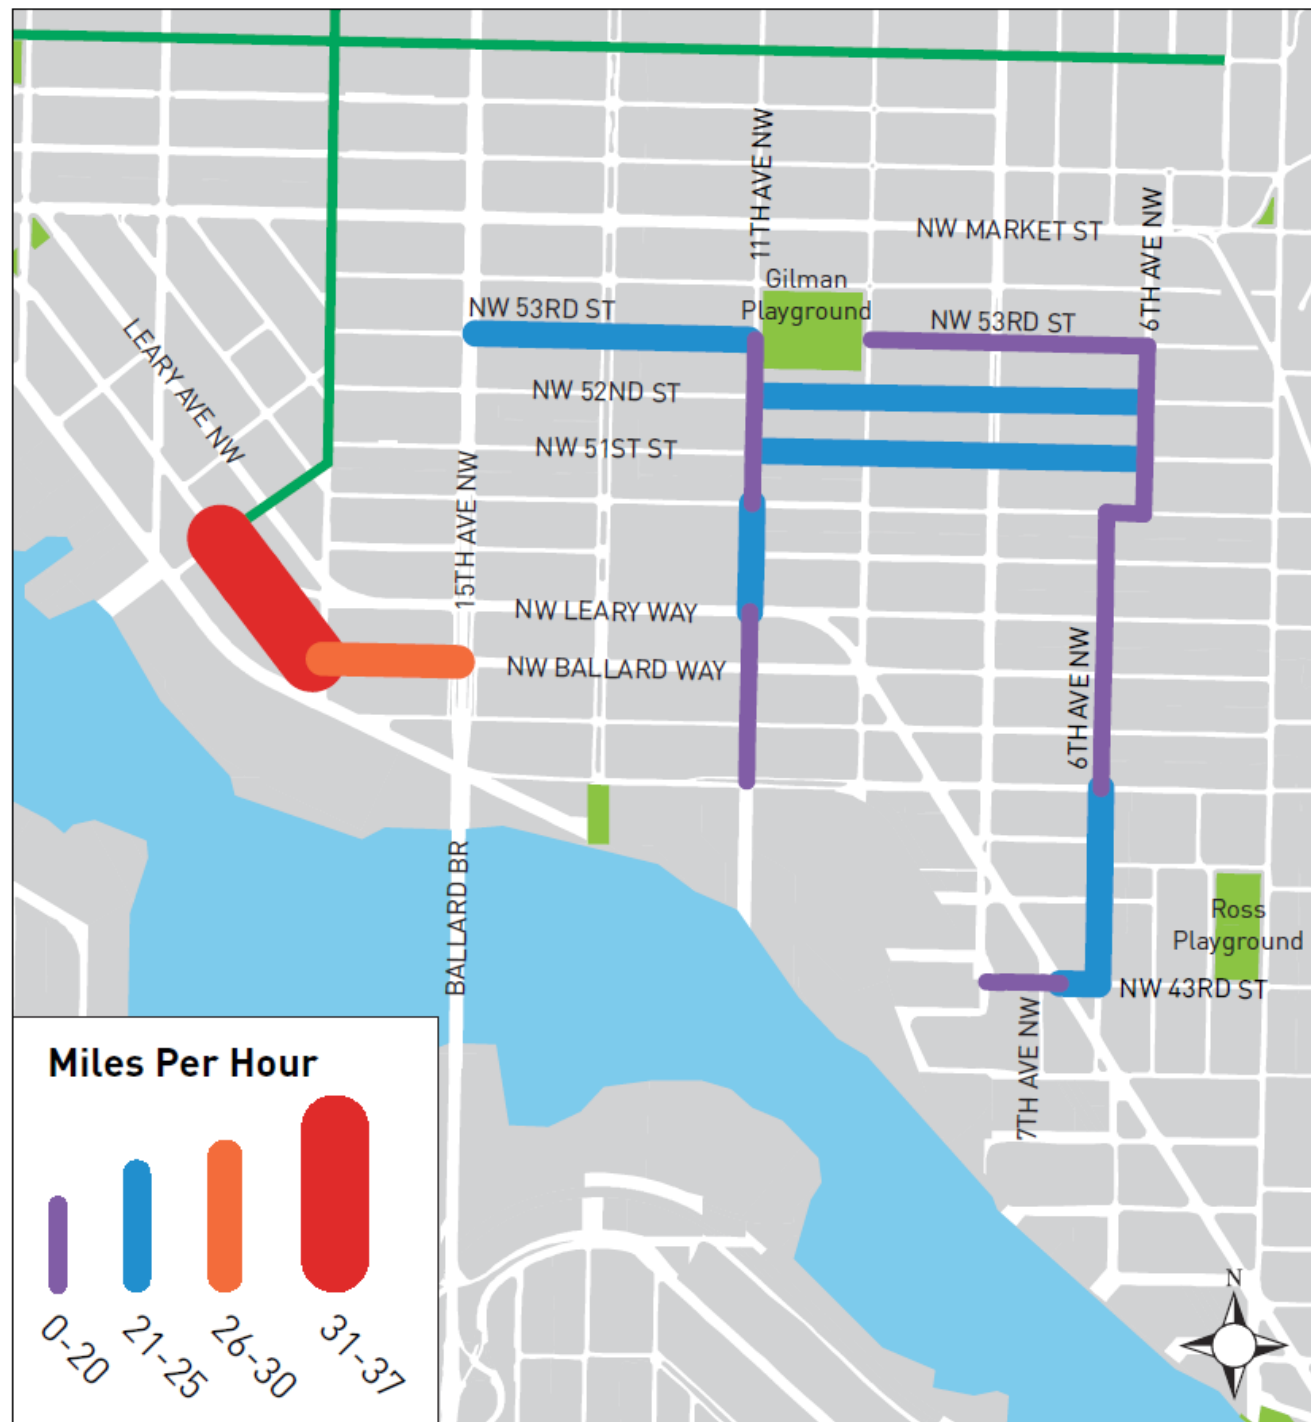 11TH AVE NW
6TH AVE NW
NW MARKET ST
Gilman
Playground
NW 53RD ST
NW 53RD ST
LEARY AVE NW
NW 52ND ST
NW 51ST ST
15TH AVE NW
NW LEARY WAY
NW BALLARD WAY
6TH AVE NW
BALLARD BR
Ross
Playground
NW 43RD ST
7TH AVE NW
Miles Per Hour
0-20
21-25
26-30
31-37
N